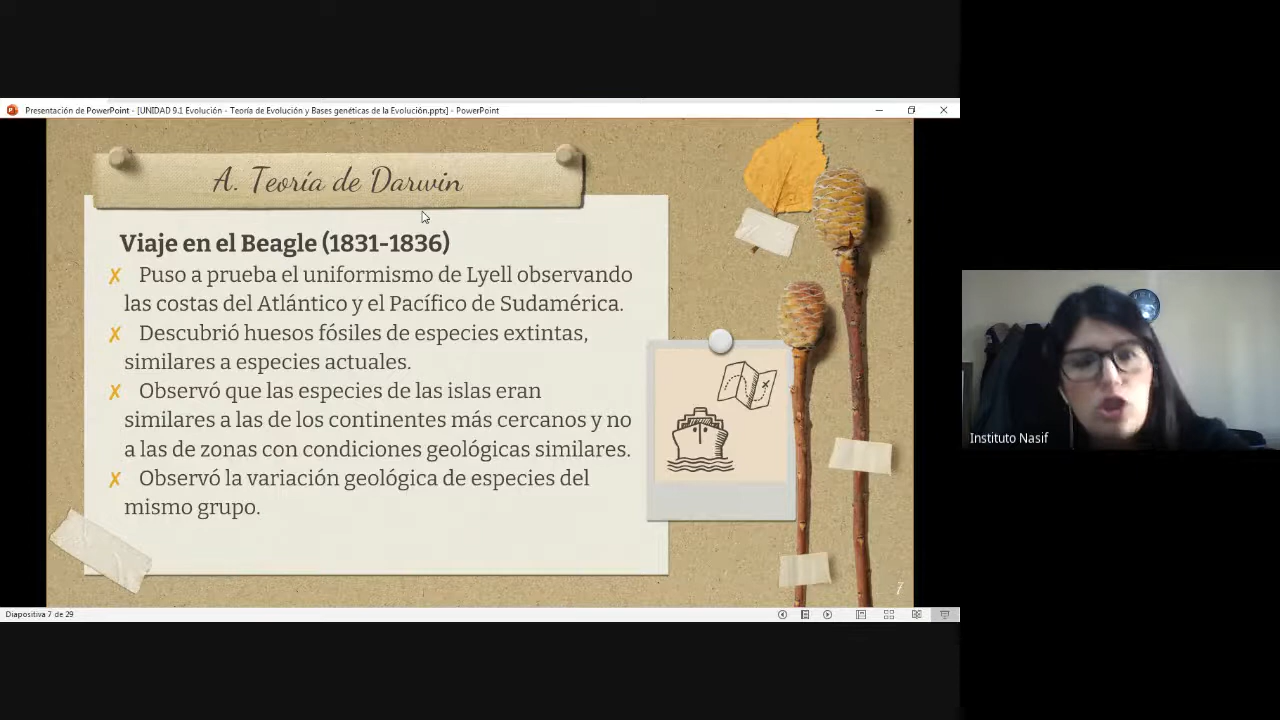 Presentación de PowerPoint - [UNIDAD 9.1 Evolución - Teoría de Evolución y Bases genéticas de la Evolución.pptx] - PowerPoint
A. Teoría de Darwin
Viaje en el Beagle (1831-1836)
✗ Puso a prueba el uniformismo de Lyell observando
las costas del Atlántico y el Pacífico de Sudamérica.
✗ Descubrió huesos fósiles de especies extintas,
similares a especies actuales.
✗ Observó que las especies de las islas eran
similares a las de los continentes más cercanos y no
a las de zonas con condiciones geológicas similares.
✗ Observó la variación geológica de especies del
mismo grupo.
7
Instituto Nasif
Diapositiva 7 de 29